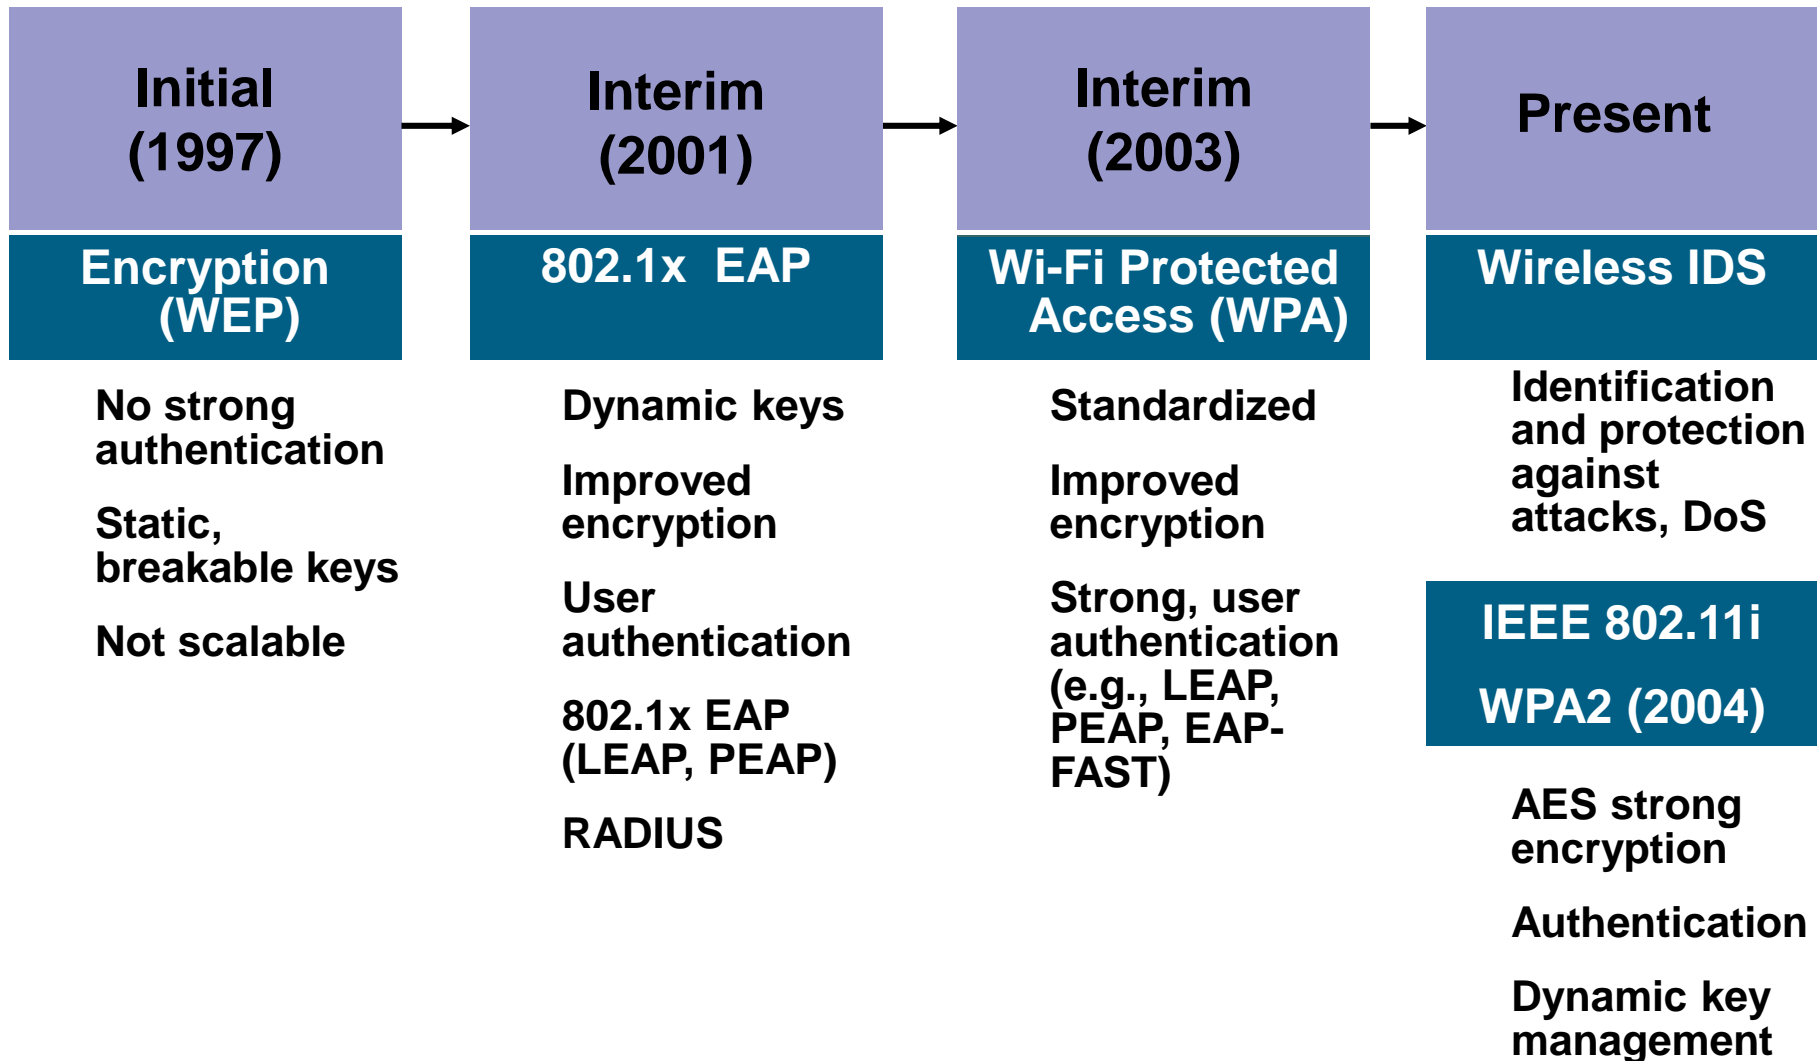 Initial
(1997)
Encryption
(WEP)
No strong
authentication
Static,
breakable keys
Not scalable
Interim
(2001)
802.1x EAP
Dynamic keys
Improved
encryption
User
authentication
802.1x EAP
(LEAP, PEAP)
RADIUS
Interim
(2003)
Wi-Fi Protected
Access (WPA)
Standardized
Improved
encryption
Strong, user
authentication
(e.g., LEAP,
PEAP, EAP-
FAST)
Present
Wireless IDS
Identification
and protection
against
attacks, DoS
IEEE 802.11i
WPA2 (2004)
AES strong
encryption
Authentication
Dynamic key
management